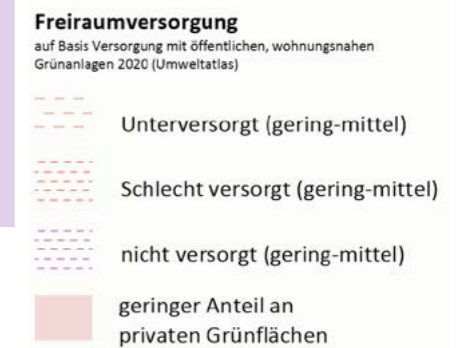 Freiraumversorgung
auf Basis Versorgung mit öffentlichen, wohnungsnahen
Grünanlagen 2020 (Umweltatlas)
Unterversorgt (gering-mittel)
Schlecht versorgt (gering-mittel)
nicht versorgt (gering-mittel)
geringer Anteil an
privaten Grünflächen